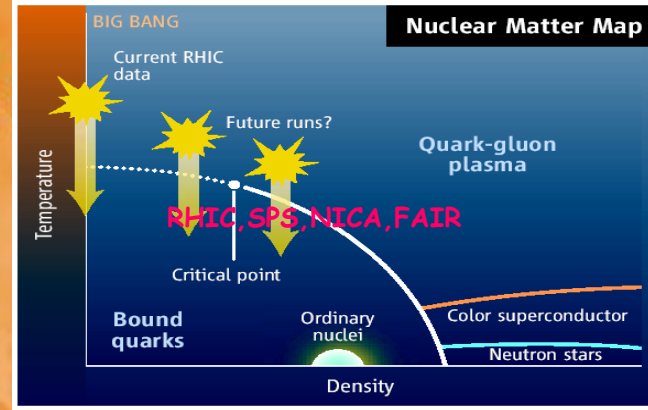 BIG BANG
Nuclear Matter Map
Current RHIC
data
Future runs?
Quark-gluon
plasma
Temperature
RHIC,SPS,NICA,FAIR
Critical point
Bound
quarks
Ordinary
nuclei
Color superconductor
Neutron stars
Density